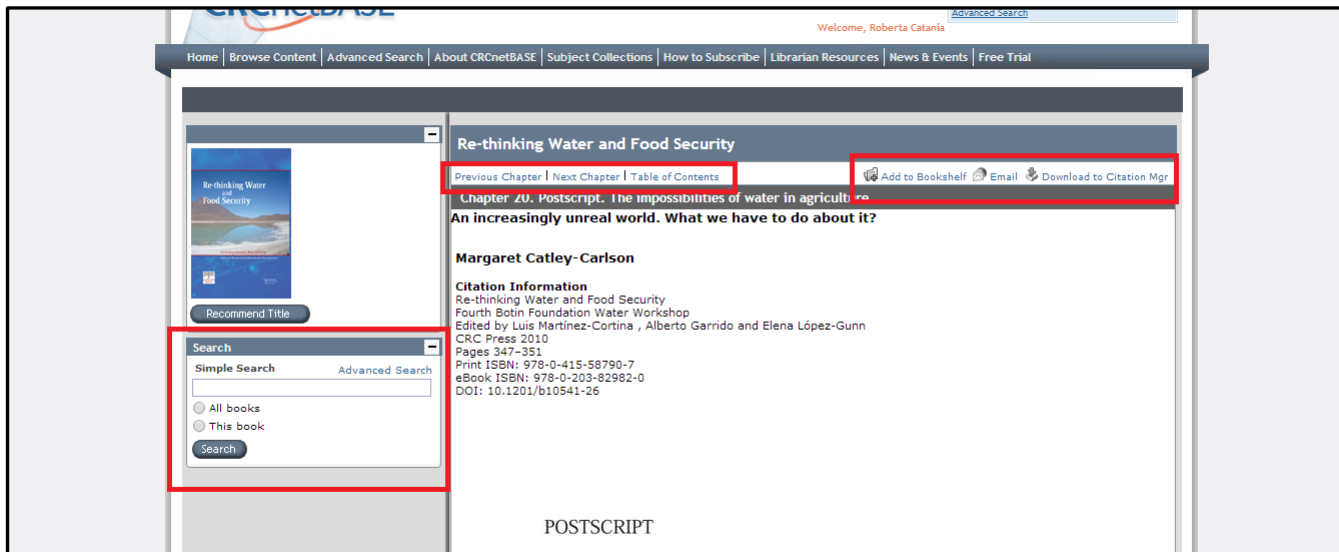 CRCnetBASE
Advanced Search
Welcome, Roberta Catania
Home | Browse Content | Advanced Search | About CRCnetBASE | Subject Collections | How to Subscribe | Librarian Resources | News & Events | Free Trial
Re-thinking Water
and
Food Security
Recommend Title
Search
Simple Search
Advanced Search
All books
This book
Search
Re-thinking Water and Food Security
Previous Chapter | Next Chapter | Table of Contents
Add to Bookshelf Email Download to Citation Mgr
Chapter 20. Postscript. The impossibilities of water in agriculture
An increasingly unreal world. What we have to do about it?
Margaret Catley-Carlson
Citation Information
Re-thinking Water and Food Security
Fourth Botin Foundation Water Workshop
Edited by Luis Martínez-Cortina , Alberto Garrido and Elena López-Gunn
CRC Press 2010
Pages 347–351
Print ISBN: 978-0-415-58790-7
eBook ISBN: 978-0-203-82982-0
DOI: 10.1201/b10541-26
POSTSCRIPT